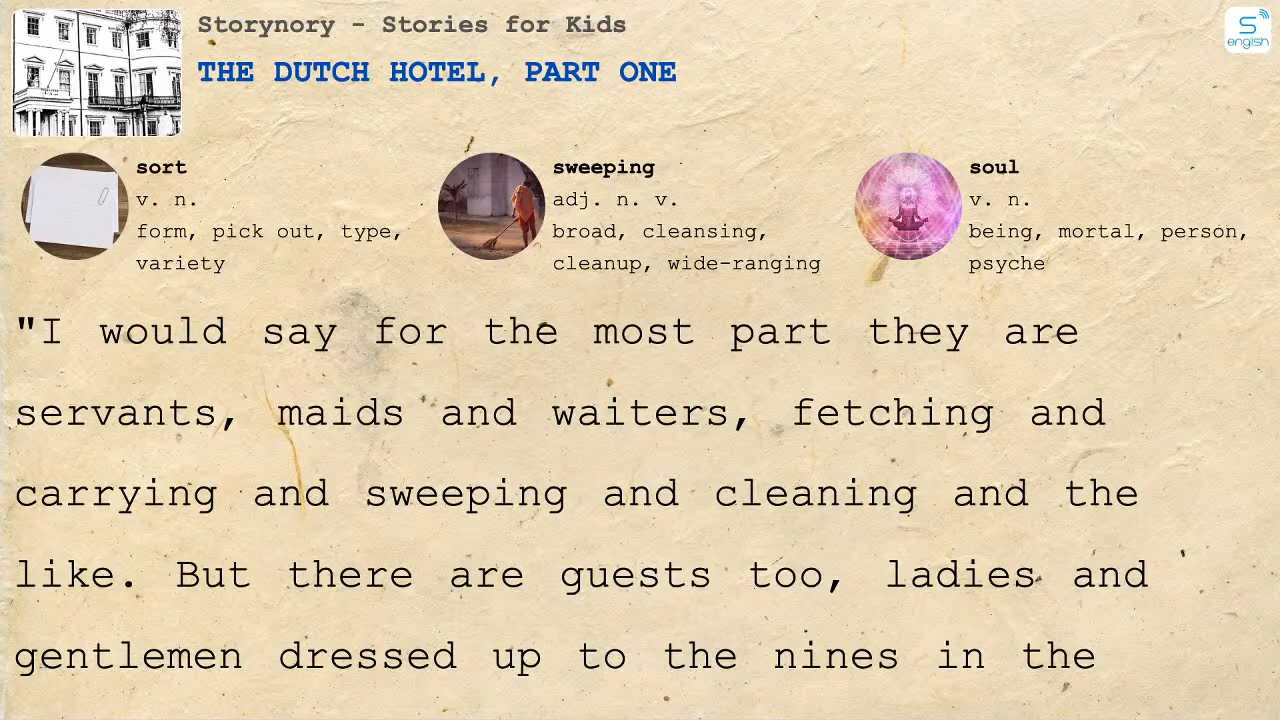 Storynory - Stories for Kids
S
english
THE DUTCH HOTEL, PART ONE
sort
v. n.
form, pick out, type,
variety
sweeping
adj. n. v.
broad, cleansing,
cleanup, wide-ranging
soul
v. n.
being, mortal, person,
psyche
"I would say for the most part they are
servants, maids and waiters, fetching and
carrying and sweeping and cleaning and the
like. But there are guests too, ladies and
gentlemen dressed up to the nines in the